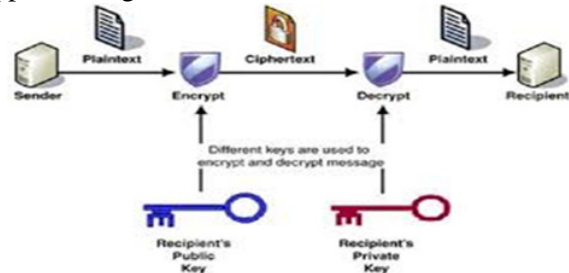 Plaintext Ciphertext Plaintext
Sender Encrypt Decrypt Recipient
Different keys are used to
encrypt and decrypt message
Recipient's Recipient's
Public Private
Key Key